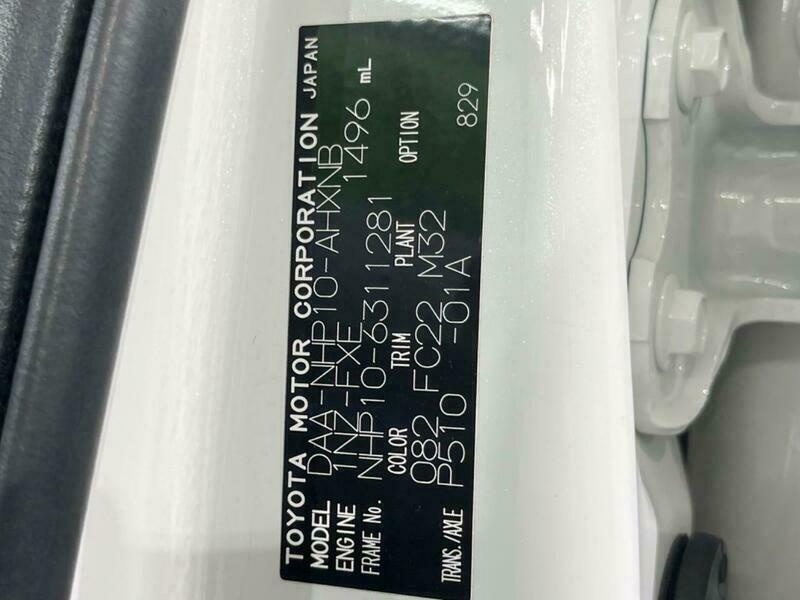 TOYOTA MOTOR CORPORATION JAPAN
MODEL DAA-NHP10-AHXNB
ENGINE 1NZ-FXE 1496 mL
FRAME No. NHP10-6311281
COLOR TRIM PLANT OPTION
082 FC22 M32
TRANS./AXLE P510 -01A 829